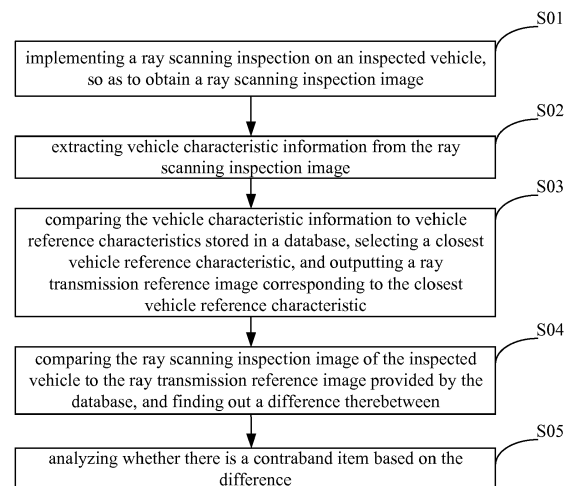 S01
implementing a ray scanning inspection on an inspected vehicle,
so as to obtain a ray scanning inspection image
S02
extracting vehicle characteristic information from the ray
scanning inspection image
S03
comparing the vehicle characteristic information to vehicle
reference characteristics stored in a database, selecting a closest
vehicle reference characteristic, and outputting a ray
transmission reference image corresponding to the closest
vehicle reference characteristic
S04
comparing the ray scanning inspection image of the inspected
vehicle to the ray transmission reference image provided by the
database, and finding out a difference therebetween
S05
analyzing whether there is a contraband item based on the
difference